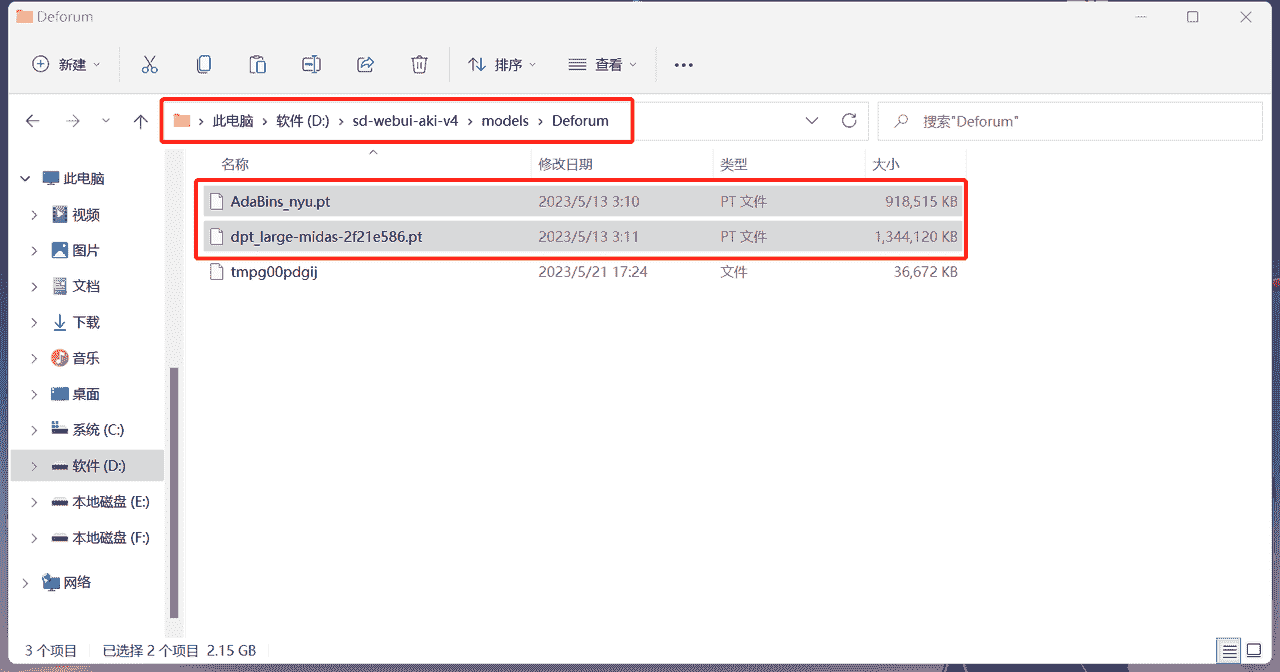 Deforum
新建 排序 查看
此电脑 软件 (D:) sd-webui-aki-v4 models Deforum 搜索"Deforum"
名称 修改日期 类型 大小
AdaBins_nyu.pt 2023/5/13 3:10 PT 文件 918,515 KB
dpt_large-midas-2f21e586.pt 2023/5/13 3:11 PT 文件 1,344,120 KB
tmpg00pdgij 2023/5/21 17:24 文件 36,672 KB
此电脑
视频
图片
文档
下载
音乐
桌面
系统 (C:)
软件 (D:)
本地磁盘 (E:)
本地磁盘 (F:)
网络
3 个项目 已选择 2 个项目 2.15 GB